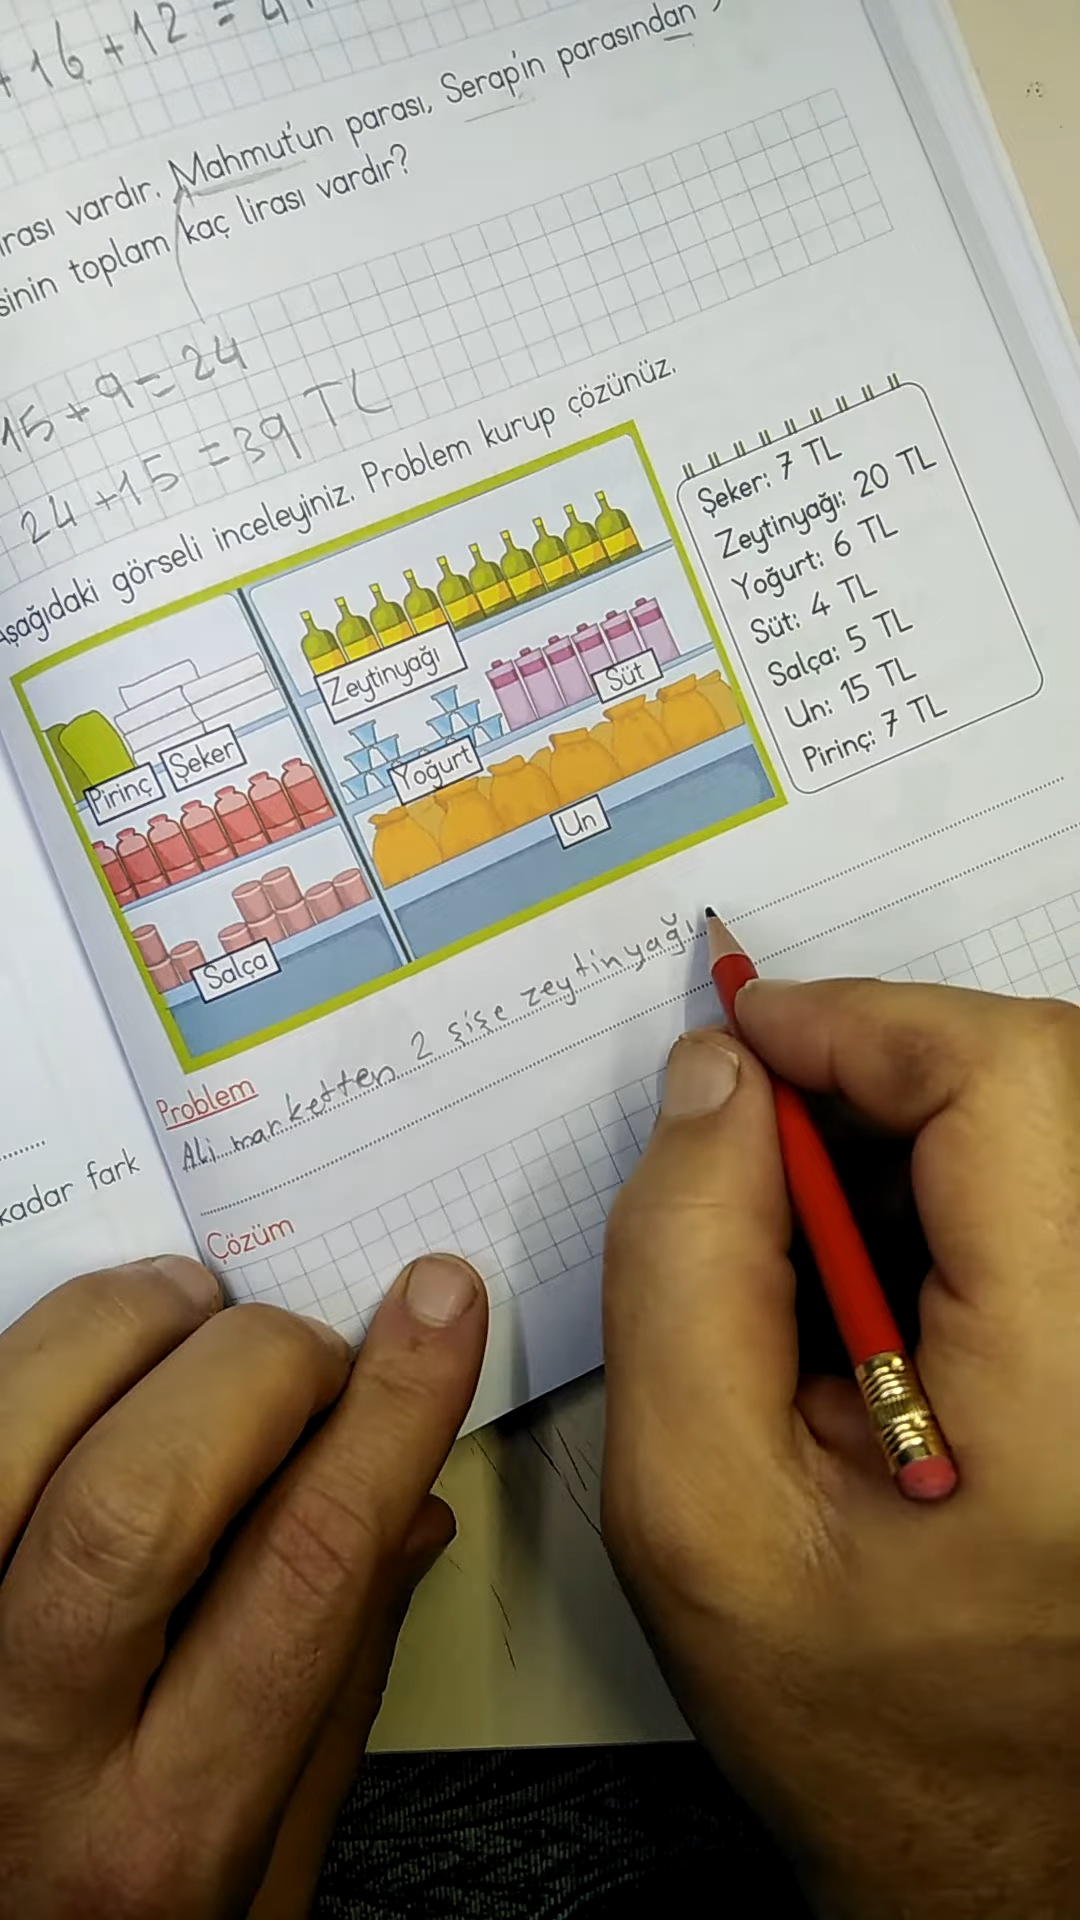 + 16 + 12 = 4
irası vardır. Mahmut'un parası, Serap'ın parasından
sinin toplam kaç lirası vardır?
15 + 9 = 24
24 + 15 = 39 TL
Aşağıdaki görseli inceleyiniz. Problem kurup çözünüz.
Zeytinyağı
Süt
Pirinç
Şeker
Yoğurt
Un
Salça
Şeker: 7 TL
Zeytinyağı: 20 TL
Yoğurt: 6 TL
Süt: 4 TL
Salça: 5 TL
Un: 15 TL
Pirinç: 7 TL
Problem
Ali marketten 2 şişe zeytinyağı
kadar fark
Çözüm